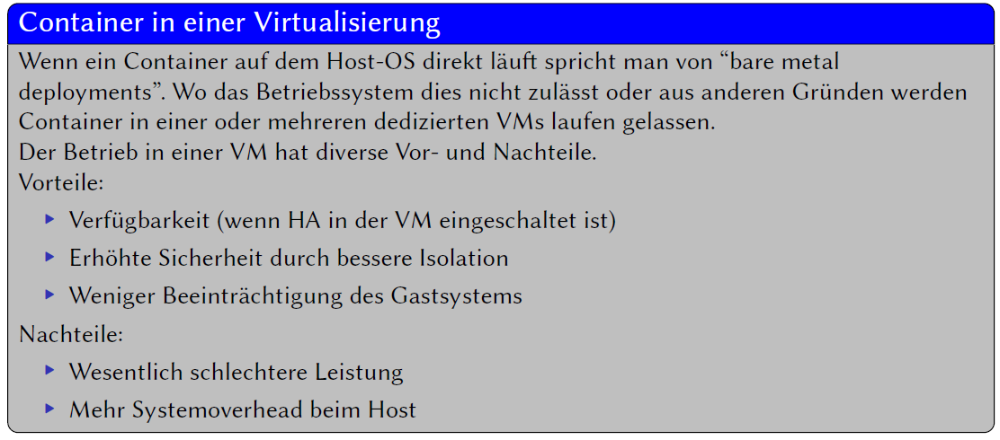 Container in einer Virtualisierung
Wenn ein Container auf dem Host-OS direkt läuft spricht man von “bare metal
deployments”. Wo das Betriebssystem dies nicht zulässt oder aus anderen Gründen werden
Container in einer oder mehreren dedizierten VMs laufen gelassen.
Der Betrieb in einer VM hat diverse Vor- und Nachteile.
Vorteile:
Verfügbarkeit (wenn HA in der VM eingeschaltet ist)
Erhöhte Sicherheit durch bessere Isolation
Weniger Beeinträchtigung des Gastsystems
Nachteile:
Wesentlich schlechtere Leistung
Mehr Systemoverhead beim Host